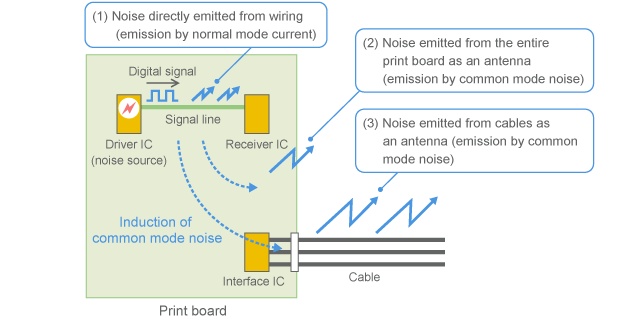 (1) Noise directly emitted from wiring
(emission by normal mode current)
(2) Noise emitted from the entire
print board as an antenna
(emission by common mode noise)
(3) Noise emitted from cables as
an antenna (emission by common
mode noise)
Digital signal
Signal line
Driver IC
(noise source)
Receiver IC
Induction of
common mode noise
Interface IC
Cable
Print board